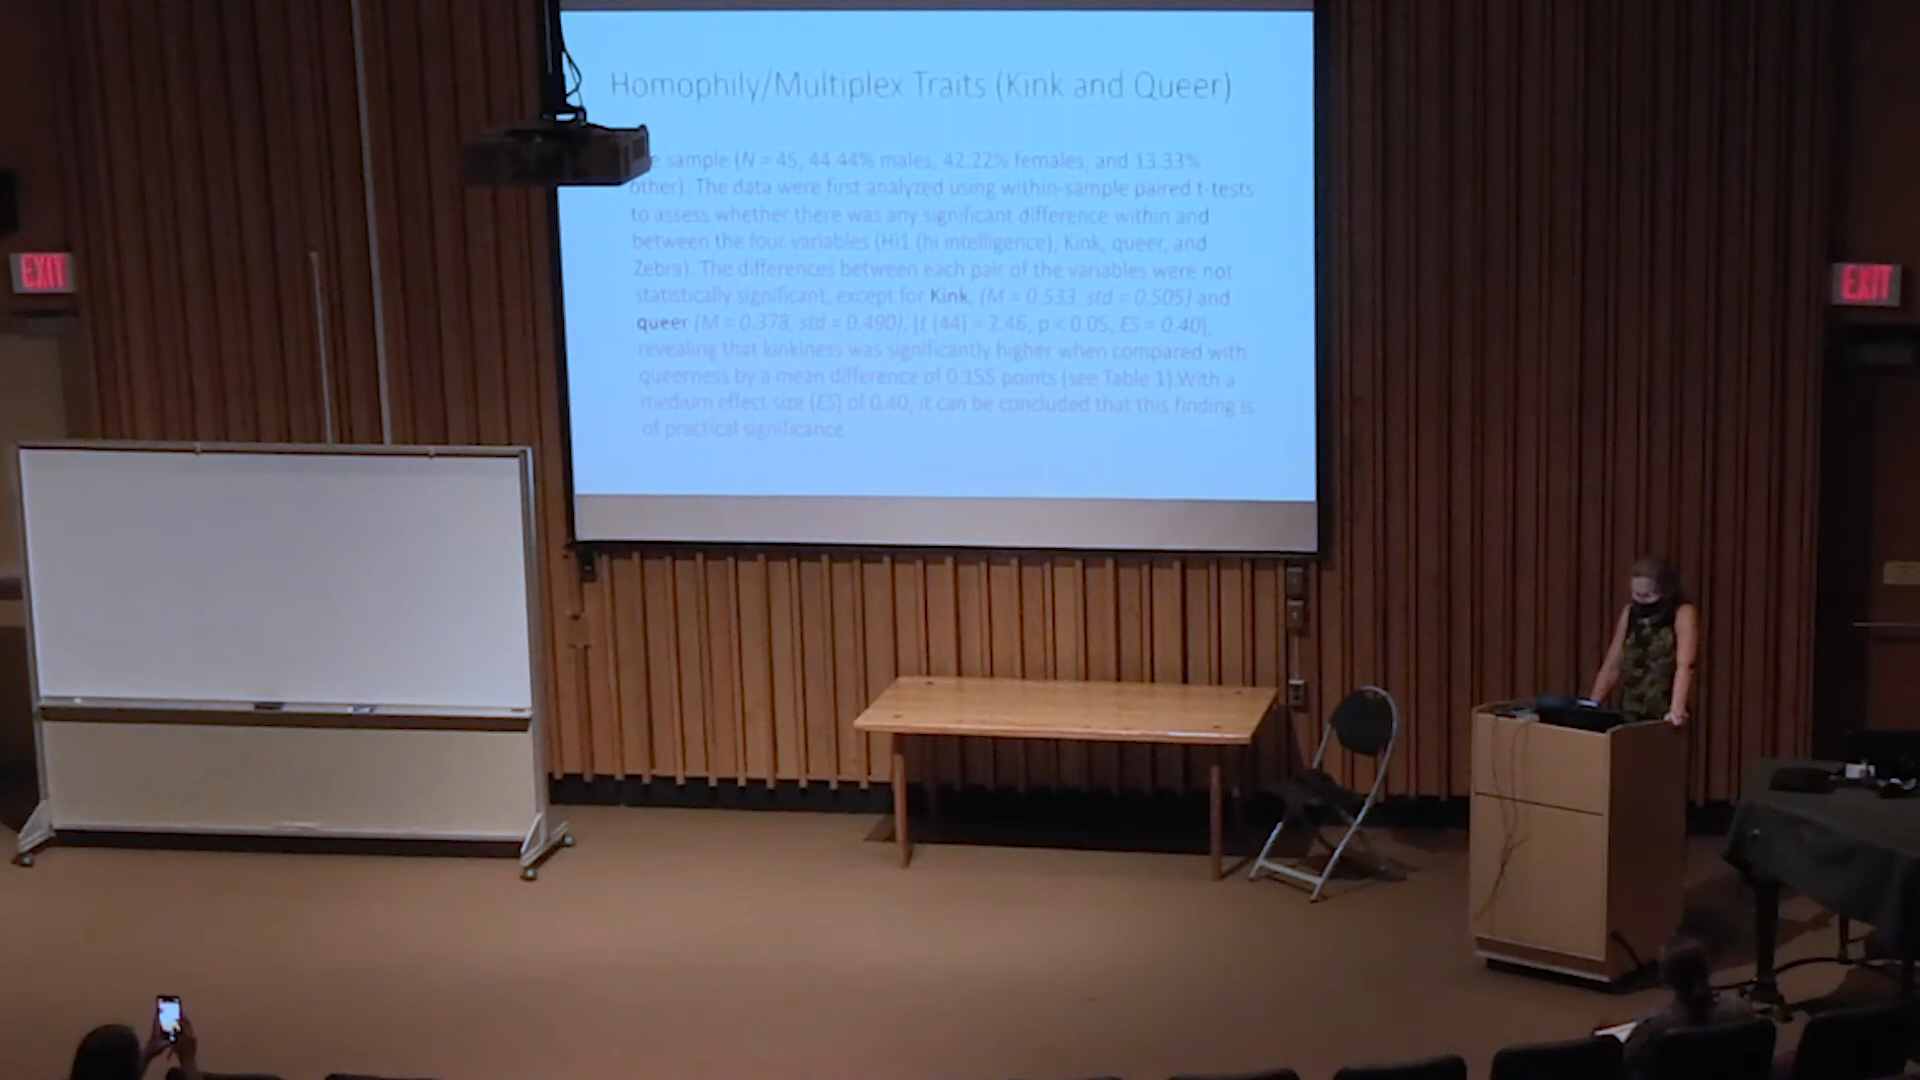 Homophily/Multiplex Traits (Kink and Queer)
sample (N = 45, 44.44% males, 42.22% females, and 13.33%
other). The data were first analyzed using within-sample paired t-tests
to assess whether there was any significant difference within and
between the four variables (Hi1 (hi intelligence), Kink, queer, and
Zebra). The differences between each pair of the variables were not
statistically significant, except for Kink, (M = 0.533, std = 0.505) and
queer (M = 0.378, std = 0.490), [t (44) = 2.46, p < 0.05, ES = 0.40],
revealing that kinkiness was significantly higher when compared with
queerness by a mean difference of 0.155 points (see Table 1).With a
medium effect size (ES) of 0.40, it can be concluded that this finding is
of practical significance
EXIT
EXIT